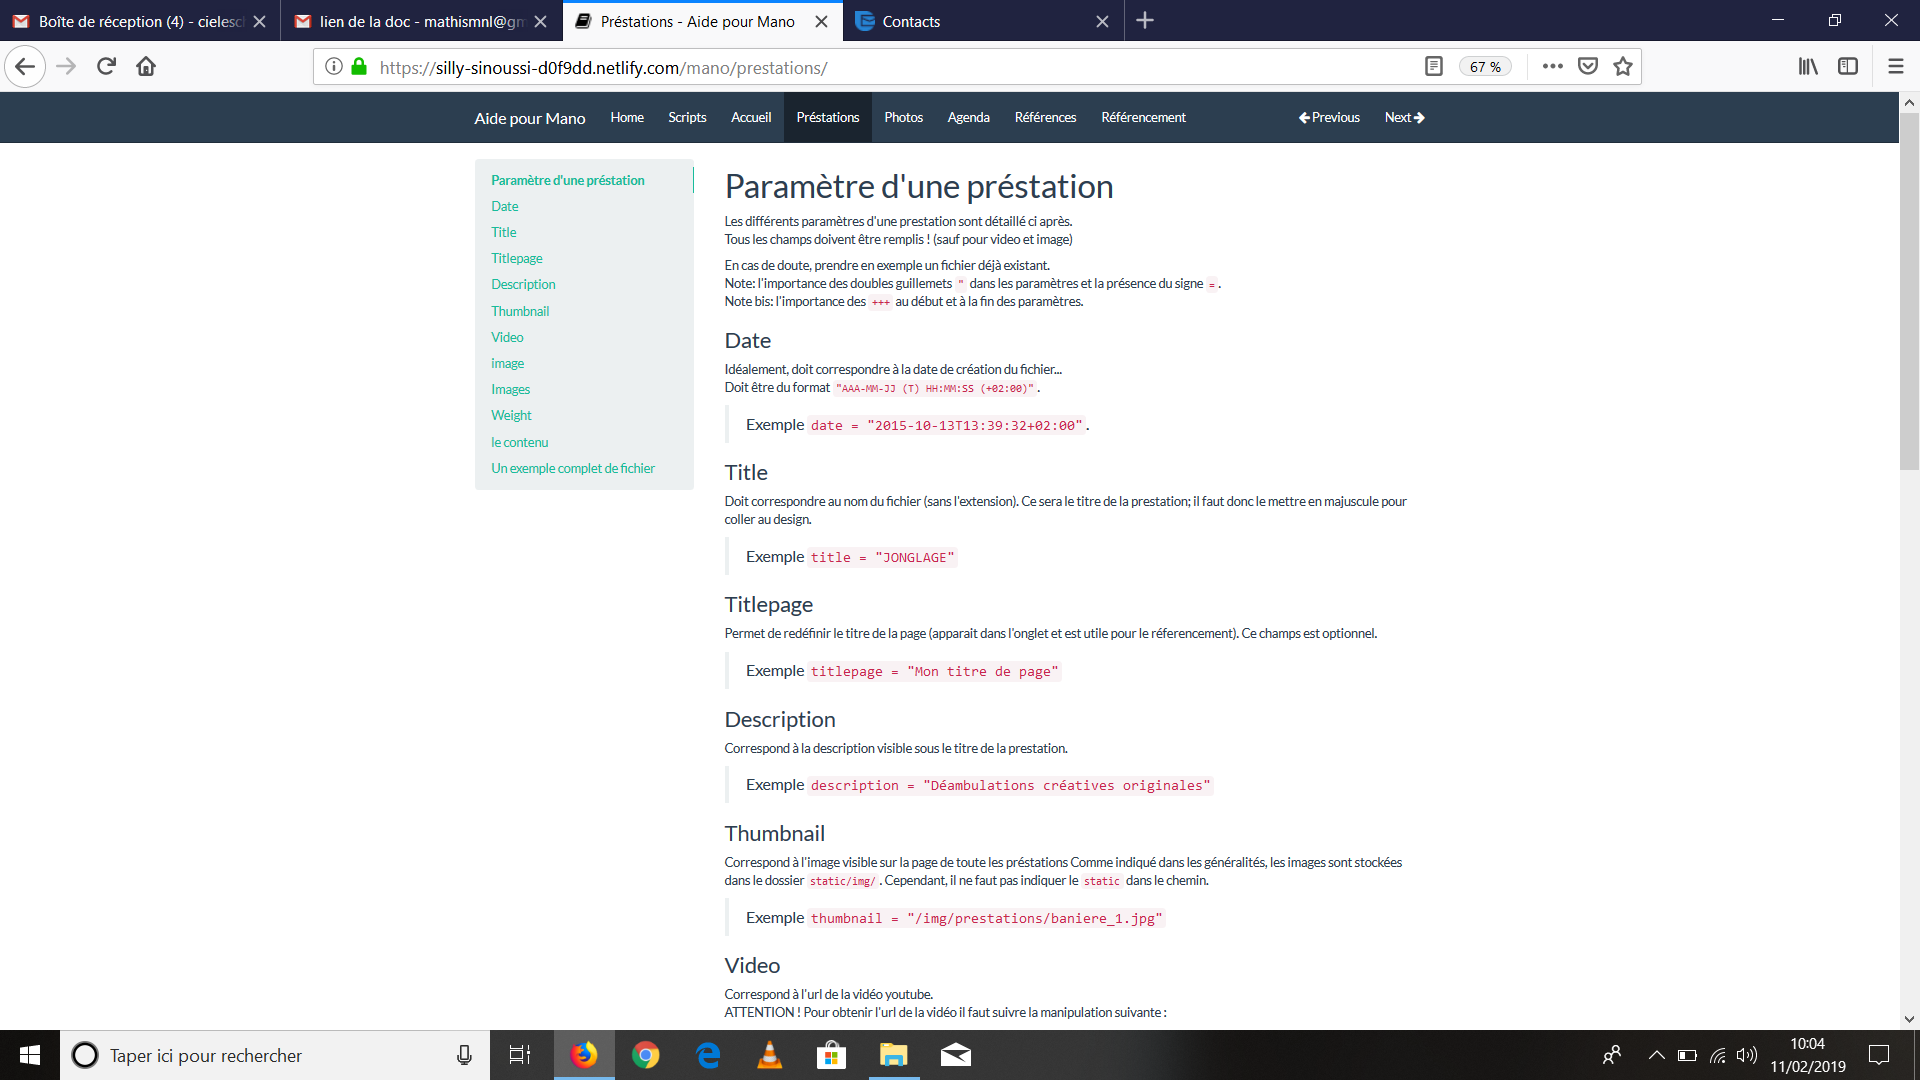 Boîte de réception (4) - cielesc
lien de la doc - mathismnl@gm
Préstations - Aide pour Mano
Contacts
https://silly-sinoussi-d0f9dd.netlify.com/mano/prestations/
67 %
Aide pour Mano
Home
Scripts
Accueil
Préstations
Photos
Agenda
Références
Référencement
Previous
Next
Paramètre d'une préstation
Date
Title
Titlepage
Description
Thumbnail
Video
image
Images
Weight
le contenu
Un exemple complet de fichier
Paramètre d'une préstation
Les différents paramètres d'une prestation sont détaillé ci après.
Tous les champs doivent être remplis ! (sauf pour video et image)
En cas de doute, prendre en exemple un fichier déjà existant.
Note: l'importance des doubles guillemets " dans les paramètres et la présence du signe = .
Note bis: l'importance des +++ au début et à la fin des paramètres.
Date
Idéalement, doit correspondre à la date de création du fichier...
Doit être du format "AAA-MM-JJ (T) HH:MM:SS (+02:00)" .
Exemple date = "2015-10-13T13:39:32+02:00" .
Title
Doit correspondre au nom du fichier (sans l'extension). Ce sera le titre de la prestation; il faut donc le mettre en majuscule pour
coller au design.
Exemple title = "JONGLAGE"
Titlepage
Permet de redéfinir le titre de la page (apparait dans l'onglet et est utile pour le réferencement). Ce champs est optionnel.
Exemple titlepage = "Mon titre de page"
Description
Correspond à la description visible sous le titre de la prestation.
Exemple description = "Déambulations créatives originales"
Thumbnail
Correspond à l'image visible sur la page de toute les préstations Comme indiqué dans les généralités, les images sont stockées
dans le dossier static/img/ . Cependant, il ne faut pas indiquer le static dans le chemin.
Exemple thumbnail = "/img/prestations/baniere_1.jpg"
Video
Correspond à l'url de la vidéo youtube.
ATTENTION ! Pour obtenir l'url de la vidéo il faut suivre la manipulation suivante :
Taper ici pour rechercher
10:04
11/02/2019